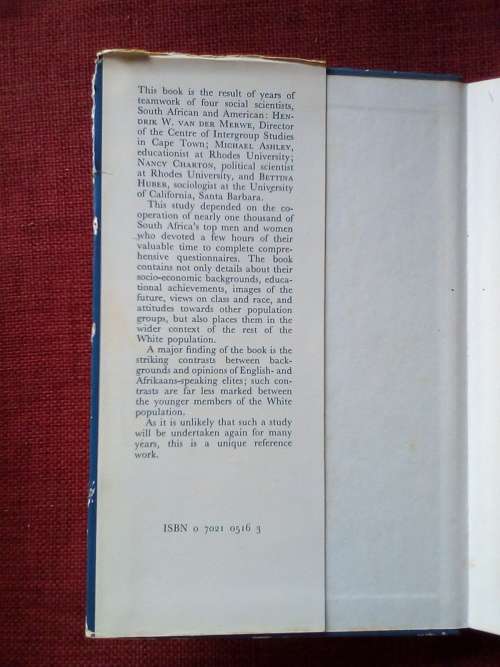 This book is the result of years of
teamwork of four social scientists,
South African and American: HEN-
DRIK W. VAN DER MERWE, Director
of the Centre of Intergroup Studies
in Cape Town; MICHAEL ASHLEY,
educationist at Rhodes University;
NANCY CHARTON, political scientist
at Rhodes University, and BETTINA
HUBER, sociologist at the University
of California, Santa Barbara.
This study depended on the co-
operation of nearly one thousand of
South Africa's top men and women
who devoted a few hours of their
valuable time to complete compre-
hensive questionnaires. The book
contains not only details about their
socio-economic backgrounds, educa-
tional achievements, images of the
future, views on class and race, and
attitudes towards other population
groups, but also places them in the
wider context of the rest of the
White population.
A major finding of the book is the
striking contrasts between back-
grounds and opinions of English- and
Afrikaans-speaking elites; such con-
trasts are far less marked between
the younger members of the White
population.
As it is unlikely that such a study
will be undertaken again for many
years, this is a unique reference
work.
ISBN 0 7021 0516 3